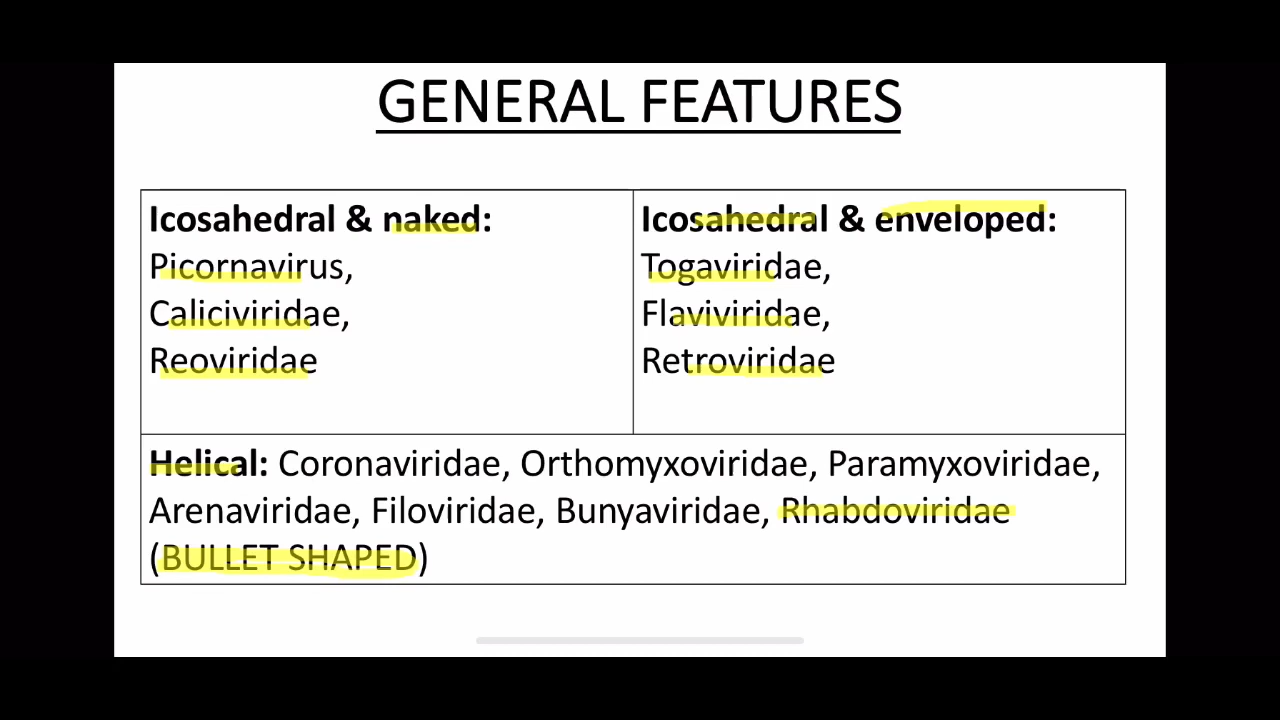 GENERAL FEATURES
Icosahedral & naked:
Picornavirus,
Caliciviridae,
Reoviridae
Icosahedral & enveloped:
Togaviridae,
Flaviviridae,
Retroviridae
Helical: Coronaviridae, Orthomyxoviridae, Paramyxoviridae,
Arenaviridae, Filoviridae, Bunyaviridae, Rhabdoviridae
(BULLET SHAPED)